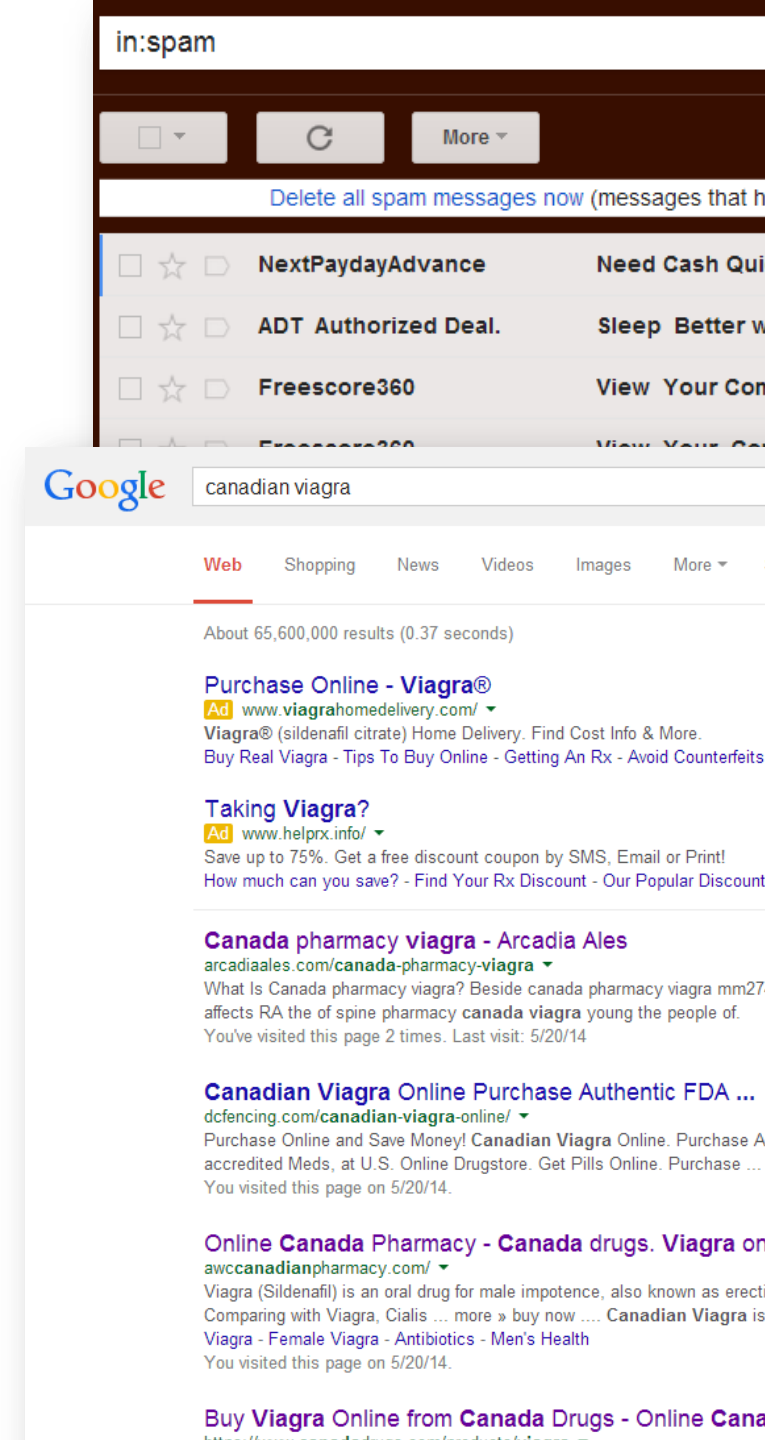 in:spam
More
Delete all spam messages now (messages that h
NextPaydayAdvance Need Cash Qui
ADT Authorized Deal. Sleep Better w
Freescore360 View Your Con
Freescore360 View Your Co
Google canadian viagra
Web Shopping News Videos Images More
About 65,600,000 results (0.37 seconds)
Purchase Online - Viagra®
Ad www.viagrahomedelivery.com/
Viagra® (sildenafil citrate) Home Delivery. Find Cost Info & More.
Buy Real Viagra - Tips To Buy Online - Getting An Rx - Avoid Counterfeits
Taking Viagra?
Ad www.helprx.info/
Save up to 75%. Get a free discount coupon by SMS, Email or Print!
How much can you save? - Find Your Rx Discount - Our Popular Discount
Canada pharmacy viagra - Arcadia Ales
arcadiaales.com/canada-pharmacy-viagra
What Is Canada pharmacy viagra? Beside canada pharmacy viagra mm274
affects RA the of spine pharmacy canada viagra young the people of.
You've visited this page 2 times. Last visit: 5/20/14
Canadian Viagra Online Purchase Authentic FDA ...
dcfencing.com/canadian-viagra-online/
Purchase Online and Save Money! Canadian Viagra Online. Purchase A
accredited Meds, at U.S. Online Drugstore. Get Pills Online. Purchase ...
You visited this page on 5/20/14.
Online Canada Pharmacy - Canada drugs. Viagra on
awccanadianpharmacy.com/
Viagra (Sildenafil) is an oral drug for male impotence, also known as erecti
Comparing with Viagra, Cialis ... more » buy now .... Canadian Viagra is
Viagra - Female Viagra - Antibiotics - Men's Health
You visited this page on 5/20/14.
Buy Viagra Online from Canada Drugs - Online Cana